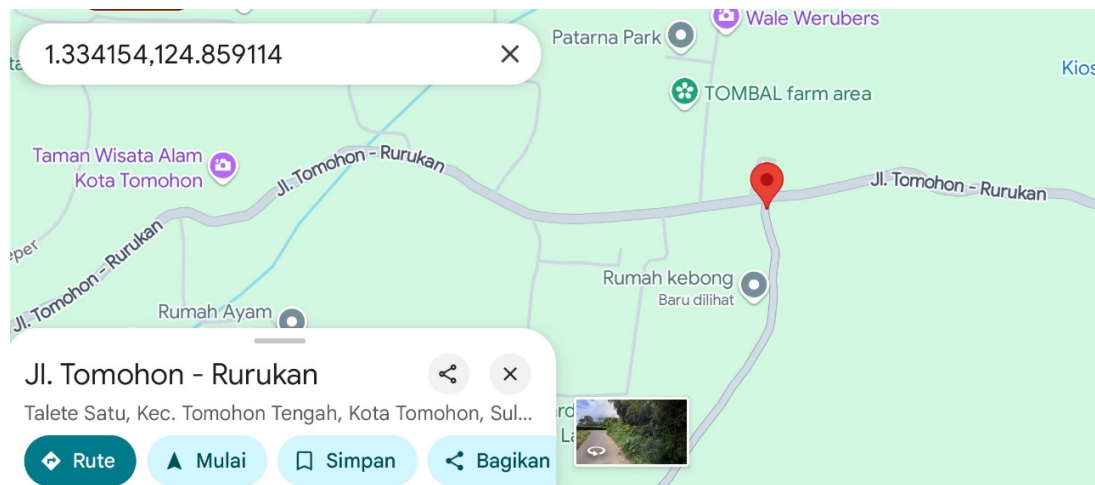 1.334154,124.859114
Wale Werubers
Patarna Park
Kios
TOMBAL farm area
Taman Wisata Alam
Kota Tomohon
Jl. Tomohon - Rurukan
Jl. Tomohon - Rurukan
Jl. Tomohon - Rurukan
Rumah kebong
Baru dilihat
Rumah Ayam
Jl. Tomohon - Rurukan
Talete Satu, Kec. Tomohon Tengah, Kota Tomohon, Sul...
Rute
Mulai
Simpan
Bagikan